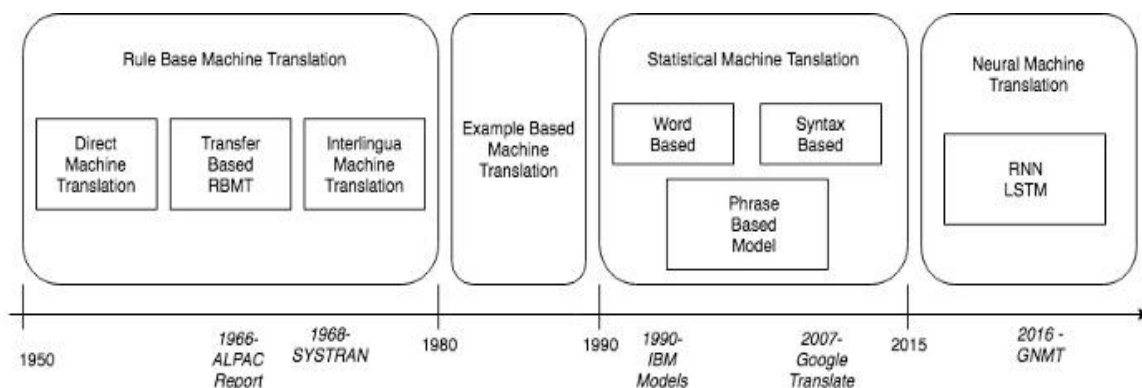 Rule Base Machine Translation
Direct
Machine
Translation
Transfer
Based
RBMT
Interlingua
Machine
Translation
Example Based
Machine
Translation
Statistical Machine Tanslation
Word
Based
Syntax
Based
Phrase
Based
Model
Neural Machine
Translation
RNN
LSTM
1950
1966-
ALPAC
Report
1968-
SYSTRAN
1980
1990
1990-
IBM
Models
2007-
Google
Translate
2015
2016 -
GNMT